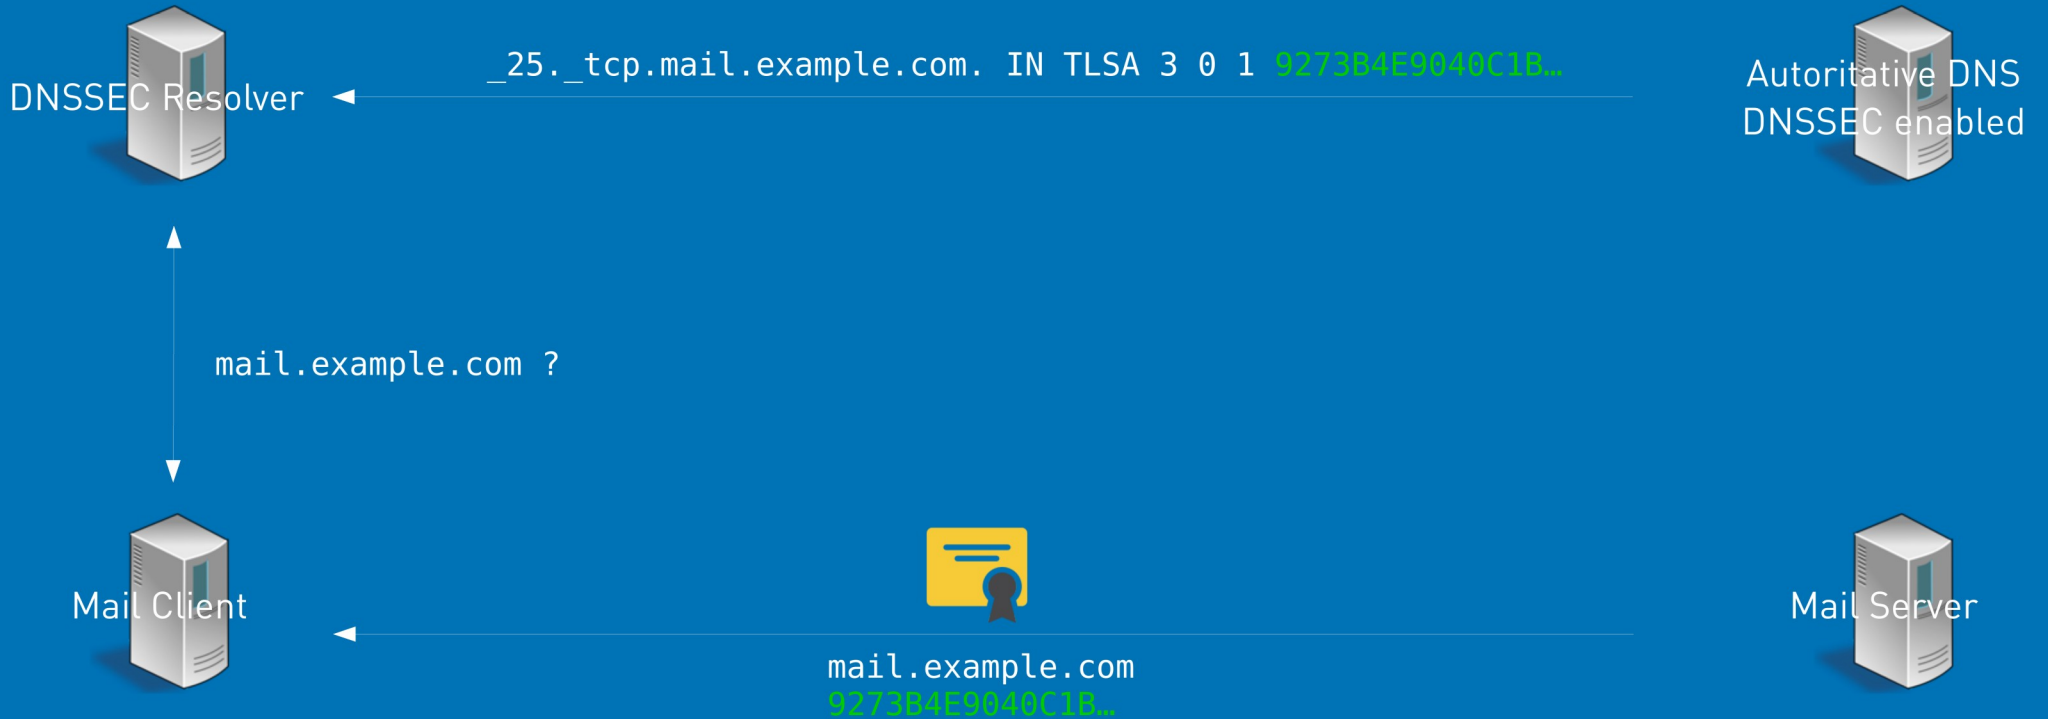 _25._tcp.mail.example.com. IN TLSA 3 0 1 9273B4E9040C1B…
DNSSEC Resolver
Autoritative DNS
DNSSEC enabled
mail.example.com ?
Mail Client
Mail Server
mail.example.com
9273B4E9040C1B…